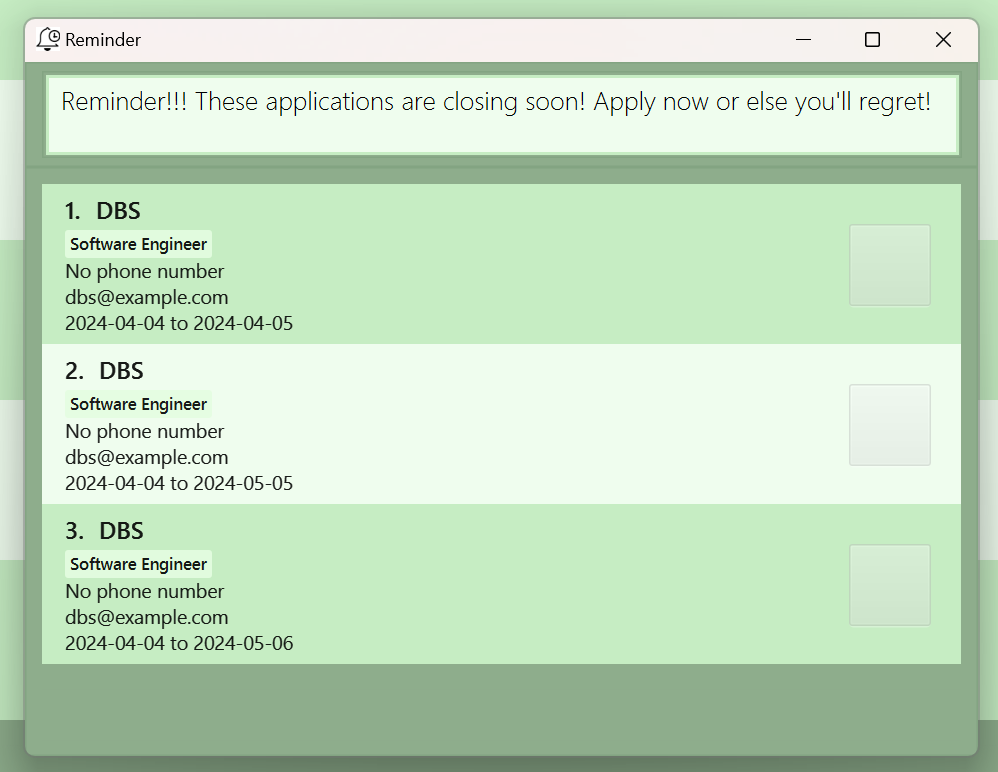 Reminder
Reminder!!! These applications are closing soon! Apply now or else you'll regret!
1. DBS
Software Engineer
No phone number
dbs@example.com
2024-04-04 to 2024-04-05
2. DBS
Software Engineer
No phone number
dbs@example.com
2024-04-04 to 2024-05-05
3. DBS
Software Engineer
No phone number
dbs@example.com
2024-04-04 to 2024-05-06